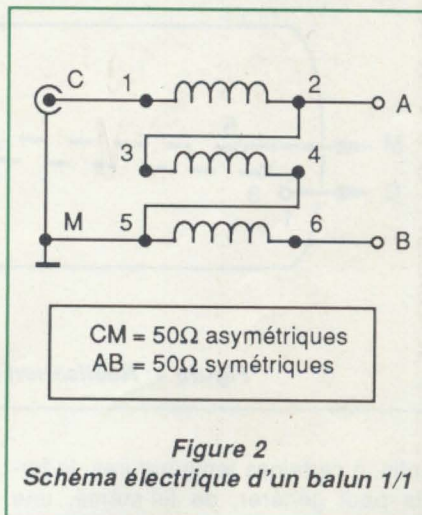 C 1 2 A
3 4
M 5 6 B
CM = 50Ω asymétriques
AB = 50Ω symétriques
Figure 2
Schéma électrique d'un balun 1/1